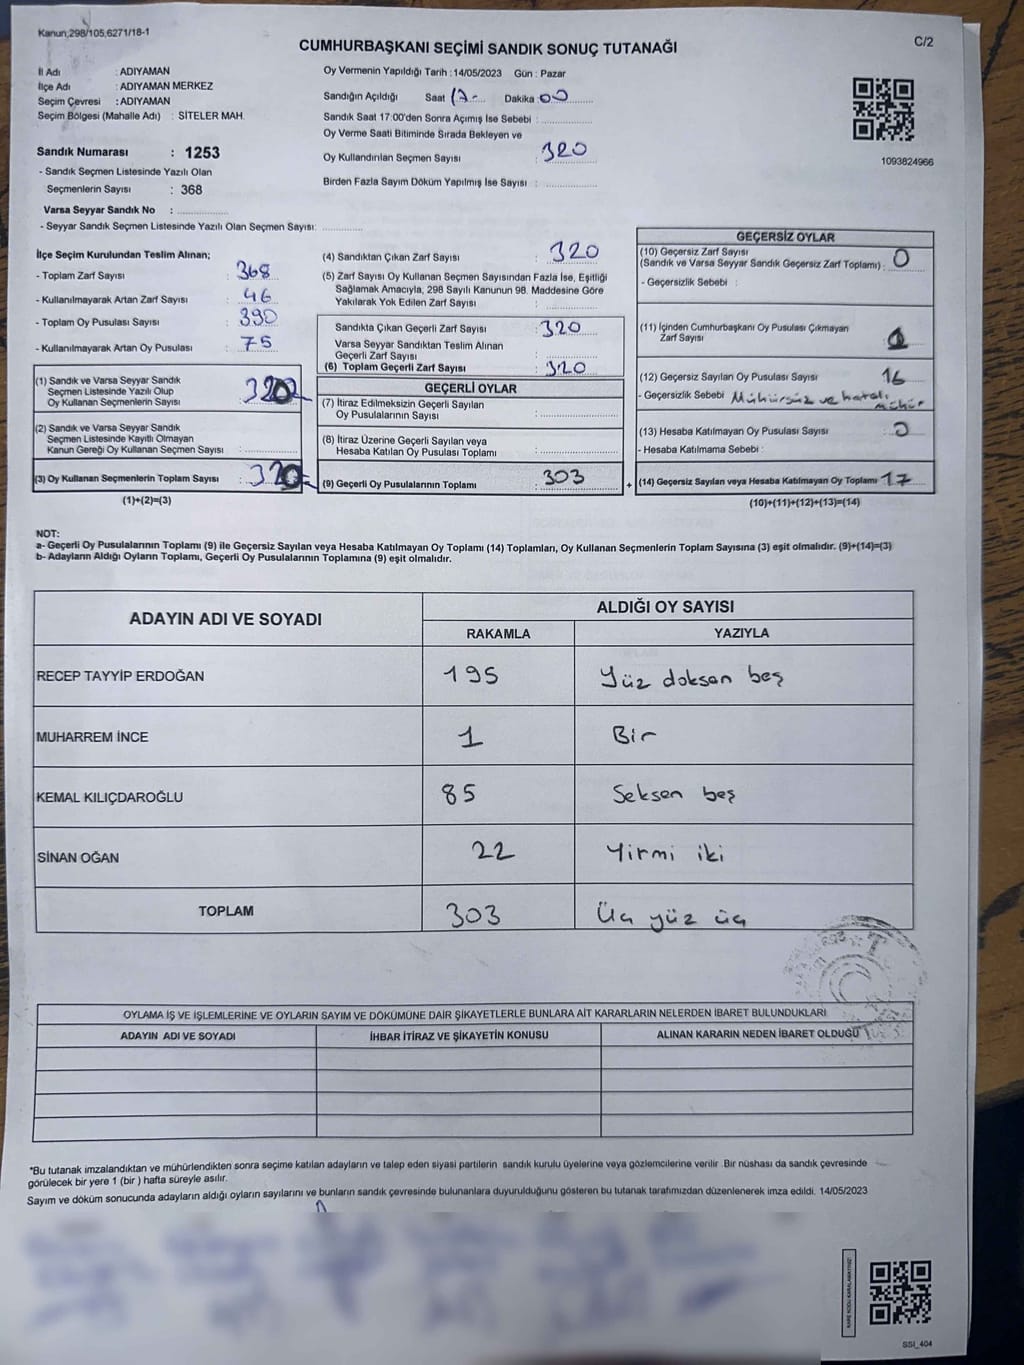 Kanun,298/105,6271/18-1
C/2
CUMHURBAŞKANI SEÇİMİ SANDIK SONUÇ TUTANAĞI
İl Adı : ADIYAMAN
İlçe Adı : ADIYAMAN MERKEZ
Seçim Çevresi : ADIYAMAN
Seçim Bölgesi (Mahalle Adı) : SİTELER MAH.
Sandık Numarası : 1253
- Sandık Seçmen Listesinde Yazılı Olan
Seçmenlerin Sayısı : 368
Varsa Seyyar Sandık No : ................
- Seyyar Sandık Seçmen Listesinde Yazılı Olan Seçmen Sayısı: ................
Oy Vermenin Yapıldığı Tarih : 14/05/2023 Gün : Pazar
Sandığın Açıldığı Saat 17 Dakika 00
Sandık Saat 17:00'den Sonra Açımış İse Sebebi : ................
Oy Verme Saati Bitiminde Sırada Bekleyen ve
Oy Kullandırılan Seçmen Sayısı : 320
Birden Fazla Sayım Döküm Yapılmış İse Sayısı : ................
1093824966
İlçe Seçim Kurulundan Teslim Alınan;
- Toplam Zarf Sayısı : 368
- Kullanılmayarak Artan Zarf Sayısı : 46
- Toplam Oy Pusulası Sayısı : 390
- Kullanılmayarak Artan Oy Pusulası : 75
(1) Sandık ve Varsa Seyyar Sandık
Seçmen Listesinde Yazılı Olup
Oy Kullanan Seçmenlerin Sayısı :
(2) Sandık ve Varsa Seyyar Sandık
Seçmen Listesinde Kayıtlı Olmayan
Kanun Gereği Oy Kullanan Seçmen Sayısı : ................
(3) Oy Kullanan Seçmenlerin Toplam Sayısı : 320
(1)+(2)=(3)
(4) Sandıktan Çıkan Zarf Sayısı : 320
(5) Zarf Sayısı Oy Kullanan Seçmen Sayısından Fazla İse, Eşitliği
Sağlamak Amacıyla, 298 Sayılı Kanunun 98. Maddesine Göre
Yakılarak Yok Edilen Zarf Sayısı : ................
Sandıkta Çıkan Geçerli Zarf Sayısı : 320
Varsa Seyyar Sandıktan Teslim Alınan
Geçerli Zarf Sayısı : ................
(6) Toplam Geçerli Zarf Sayısı : 320
GEÇERLİ OYLAR
(7) İtiraz Edilmeksizin Geçerli Sayılan
Oy Pusulalarının Sayısı : ................
(8) İtiraz Üzerine Geçerli Sayılan veya
Hesaba Katılan Oy Pusulası Toplamı : ................
(9) Geçerli Oy Pusulalarının Toplamı : 303
+
GEÇERSİZ OYLAR
(10) Geçersiz Zarf Sayısı
(Sandık ve Varsa Seyyar Sandık Geçersiz Zarf Toplamı) : 0
- Geçersizlik Sebebi :
(11) İçinden Cumhurbaşkanı Oy Pusulası Çıkmayan
Zarf Sayısı : 1
(12) Geçersiz Sayılan Oy Pusulası Sayısı : 16
- Geçersizlik Sebebi : Mühürsüz ve hatalı
mühür
(13) Hesaba Katılmayan Oy Pusulası Sayısı : 0
- Hesaba Katılmama Sebebi :
(14) Geçersiz Sayılan veya Hesaba Katılmayan Oy Toplamı : 17
(10)+(11)+(12)+(13)=(14)
NOT:
a- Geçerli Oy Pusulalarının Toplamı (9) ile Geçersiz Sayılan veya Hesaba Katılmayan Oy Toplamı (14) Toplamları, Oy Kullanan Seçmenlerin Toplam Sayısına (3) eşit olmalıdır. (9)+(14)=(3)
b- Adayların Aldığı Oyların Toplamı, Geçerli Oy Pusulalarının Toplamına (9) eşit olmalıdır.
ADAYIN ADI VE SOYADI ALDIĞI OY SAYISI
RAKAMLA YAZIYLA
RECEP TAYYİP ERDOĞAN 195 Yüz doksan beş
MUHARREM İNCE 1 Bir
KEMAL KILIÇDAROĞLU 85 Seksen beş
SİNAN OĞAN 22 Yirmi iki
TOPLAM 303 Üç yüz üç
OYLAMA İŞ VE İŞLEMLERİNE VE OYLARIN SAYIM VE DÖKÜMÜNE DAİR ŞİKAYETLERLE BUNLARA AİT KARARLARIN NELERDEN İBARET BULUNDUKLARI
ADAYIN ADI VE SOYADI İHBAR İTİRAZ VE ŞİKAYETİN KONUSU ALINAN KARARIN NEDEN İBARET OLDUĞU
*Bu tutanak imzalandıktan ve mühürlendikten sonra seçime katılan adayların ve talep eden siyasi partilerin sandık kurulu üyelerine veya gözlemcilerine verilir .Bir nüshası da sandık çevresinde
görülecek bir yere 1 (bir ) hafta süreyle asılır.
Sayım ve döküm sonucunda adayların aldığı oyların sayılarını ve bunların sandık çevresinde bulunanlara duyurulduğunu gösteren bu tutanak tarafımızdan düzenlenerek imza edildi. 14/05/2023
SSI_404